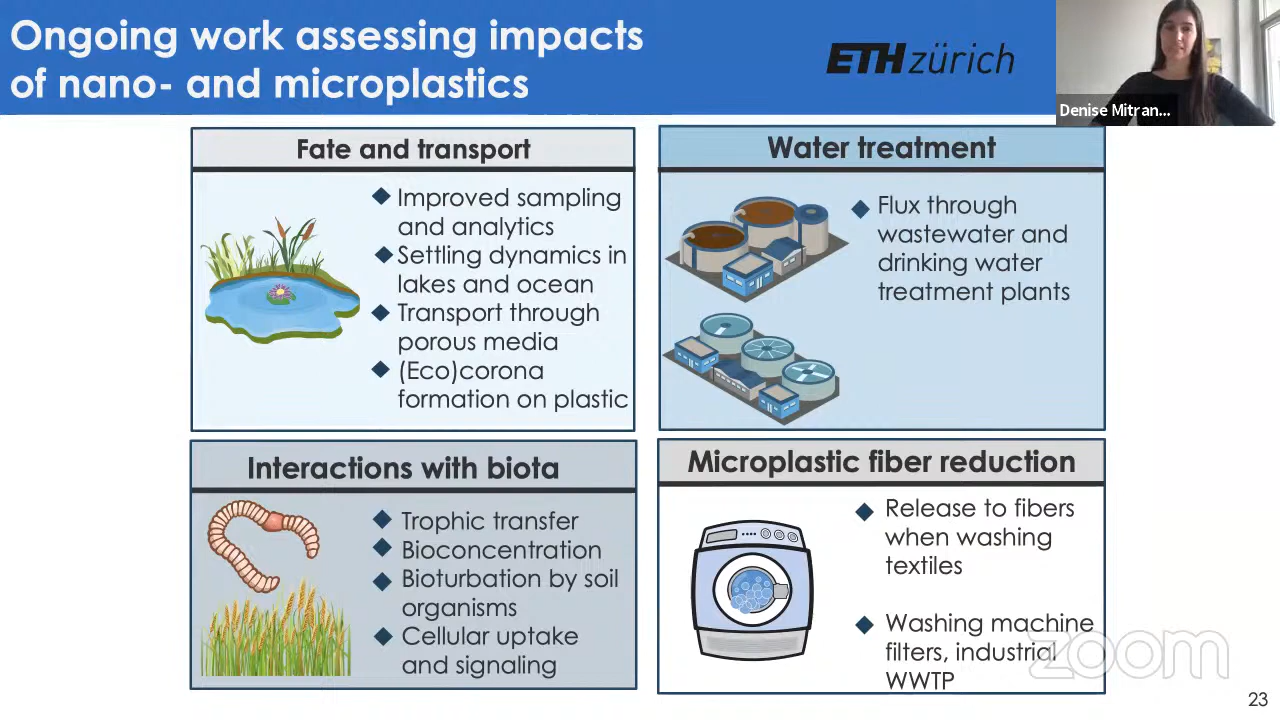 Ongoing work assessing impacts
of nano- and microplastics
ETH zürich
Denise Mitran...
Fate and transport
Improved sampling
and analytics
Settling dynamics in
lakes and ocean
Transport through
porous media
(Eco)corona
formation on plastic
Water treatment
Flux through
wastewater and
drinking water
treatment plants
Interactions with biota
Trophic transfer
Bioconcentration
Bioturbation by soil
organisms
Cellular uptake
and signaling
Microplastic fiber reduction
Release to fibers
when washing
textiles
Washing machine
filters, industrial
WWTP
zoom
23